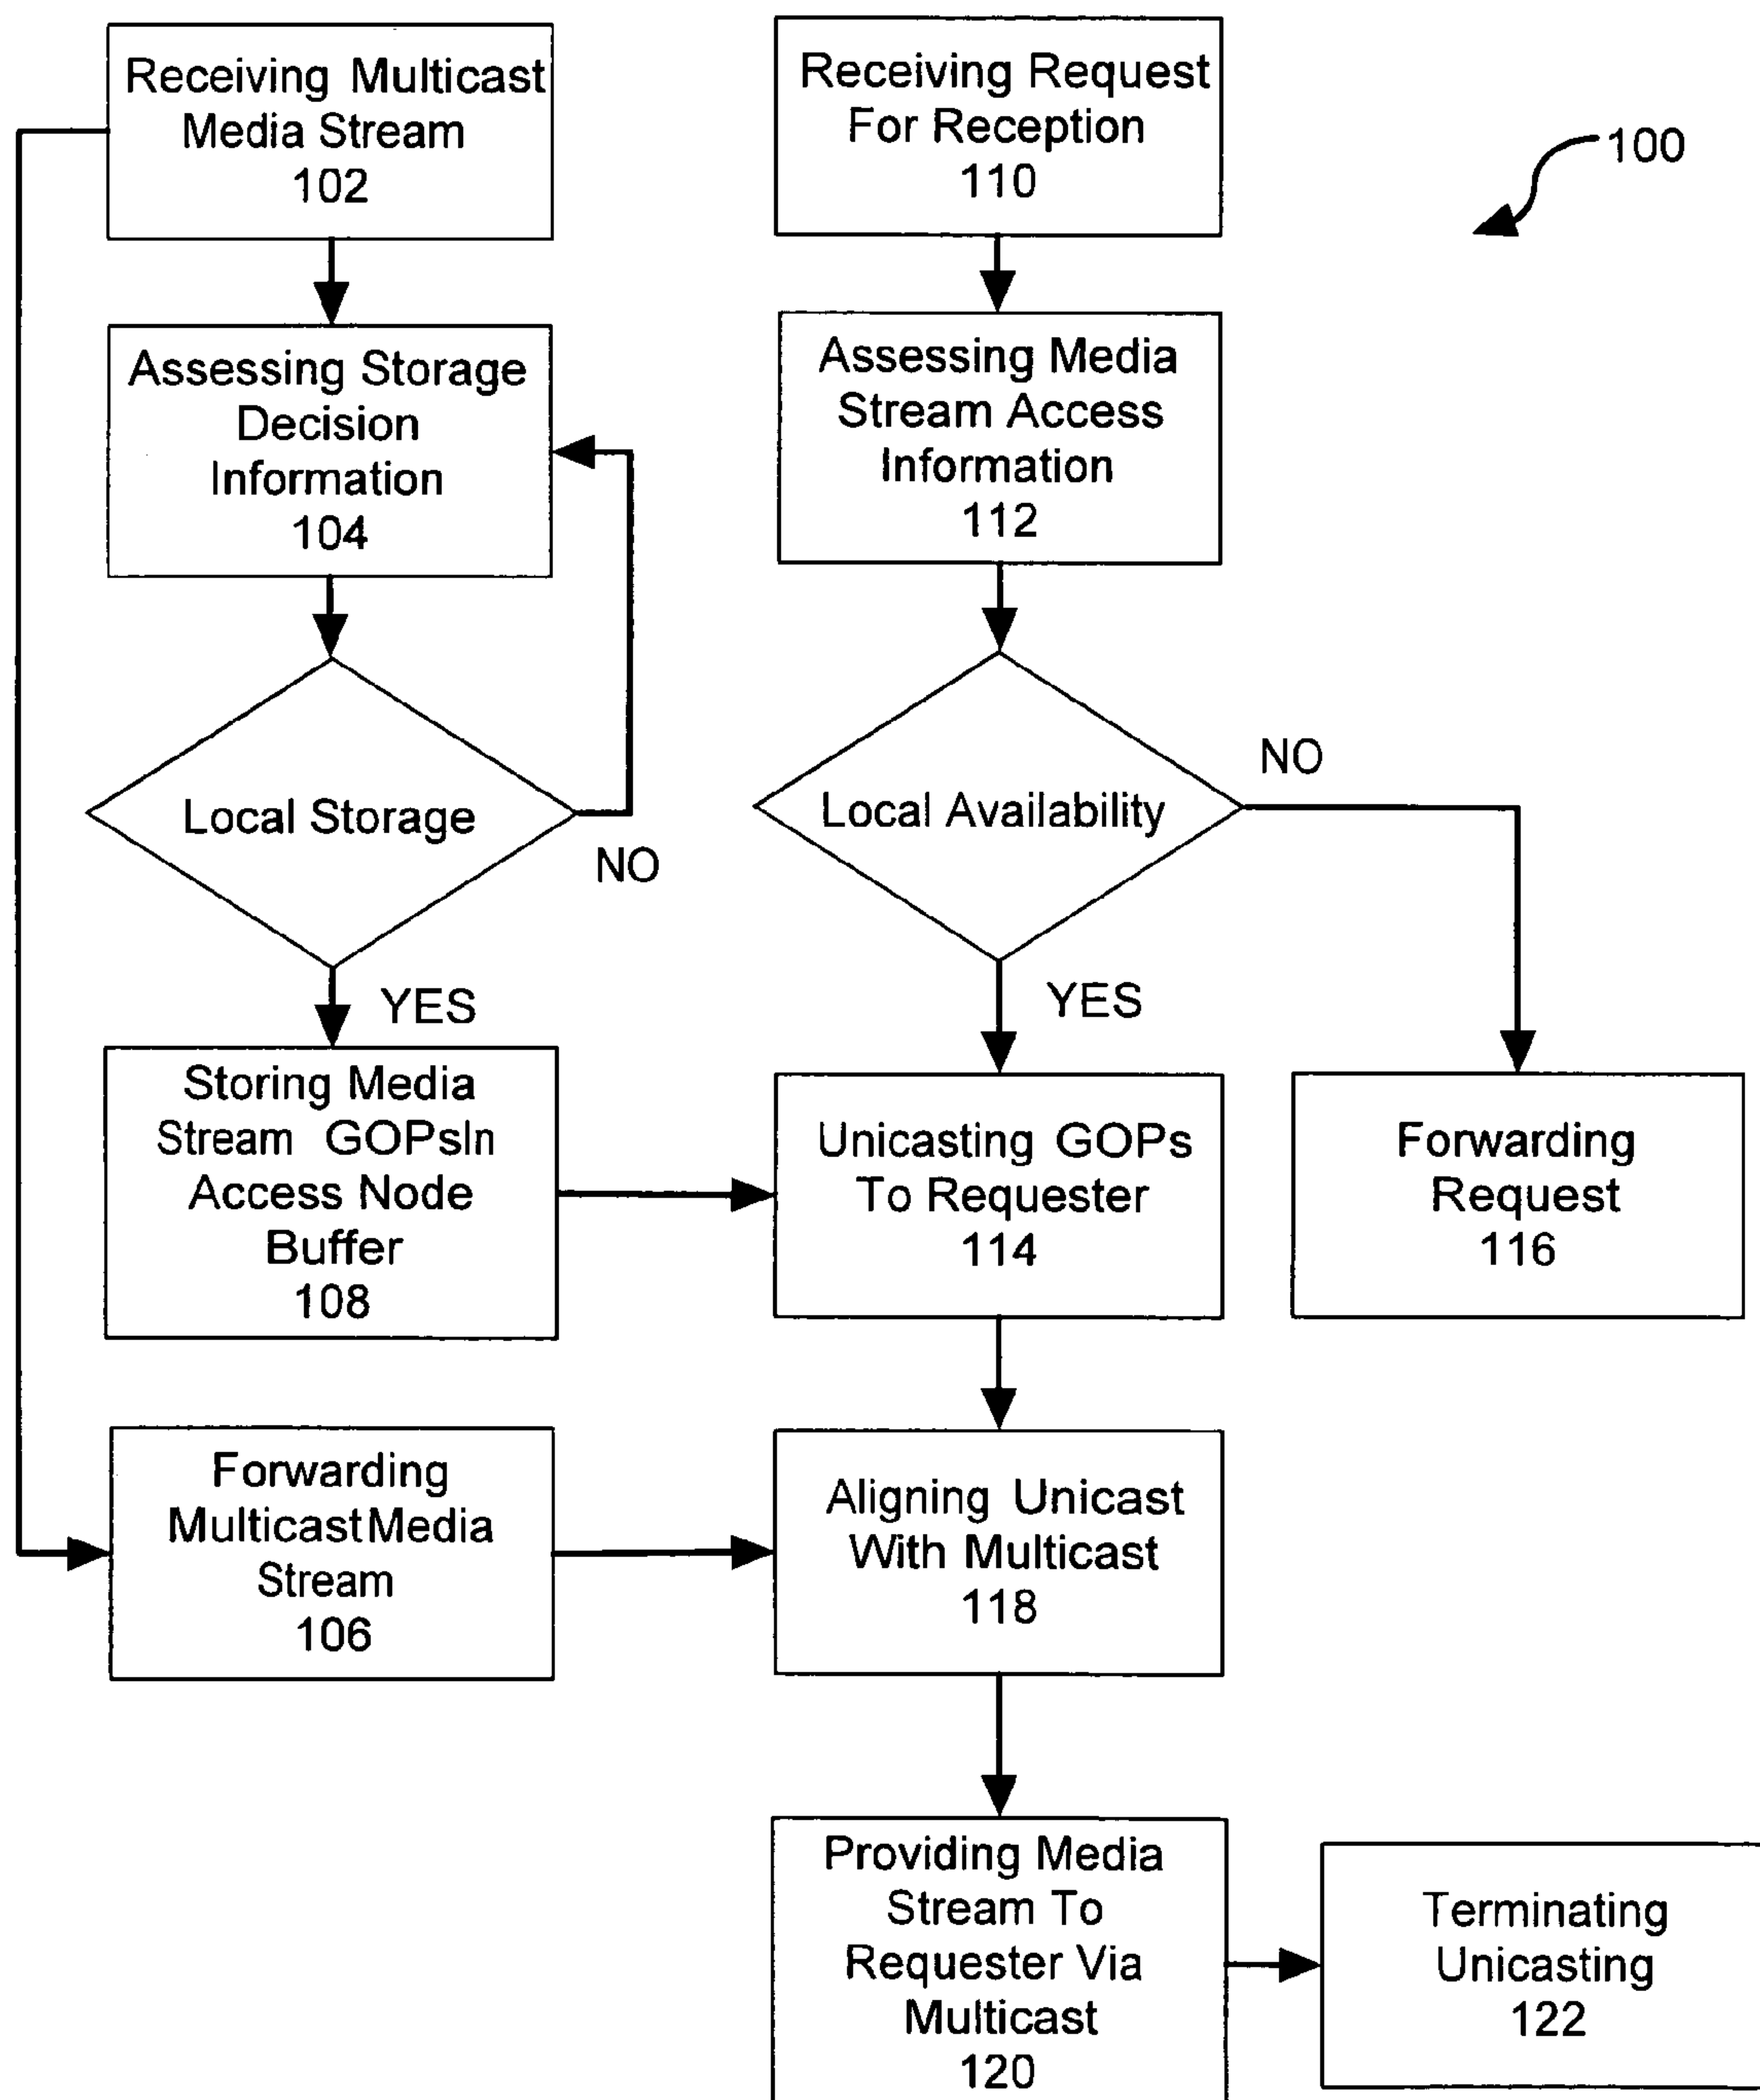 Receiving Multicast
Media Stream
102
Receiving Request
For Reception
110
100
Assessing Storage
Decision
Information
104
Assessing Media
Stream Access
Information
112
Local Storage
NO
YES
Local Availability
NO
YES
Storing Media
Stream GOPsIn
Access Node
Buffer
108
Unicasting GOPs
To Requester
114
Forwarding
Request
116
Forwarding
MulticastMedia
Stream
106
Aligning Unicast
With Multicast
118
Providing Media
Stream To
Requester Via
Multicast
120
Terminating
Unicasting
122